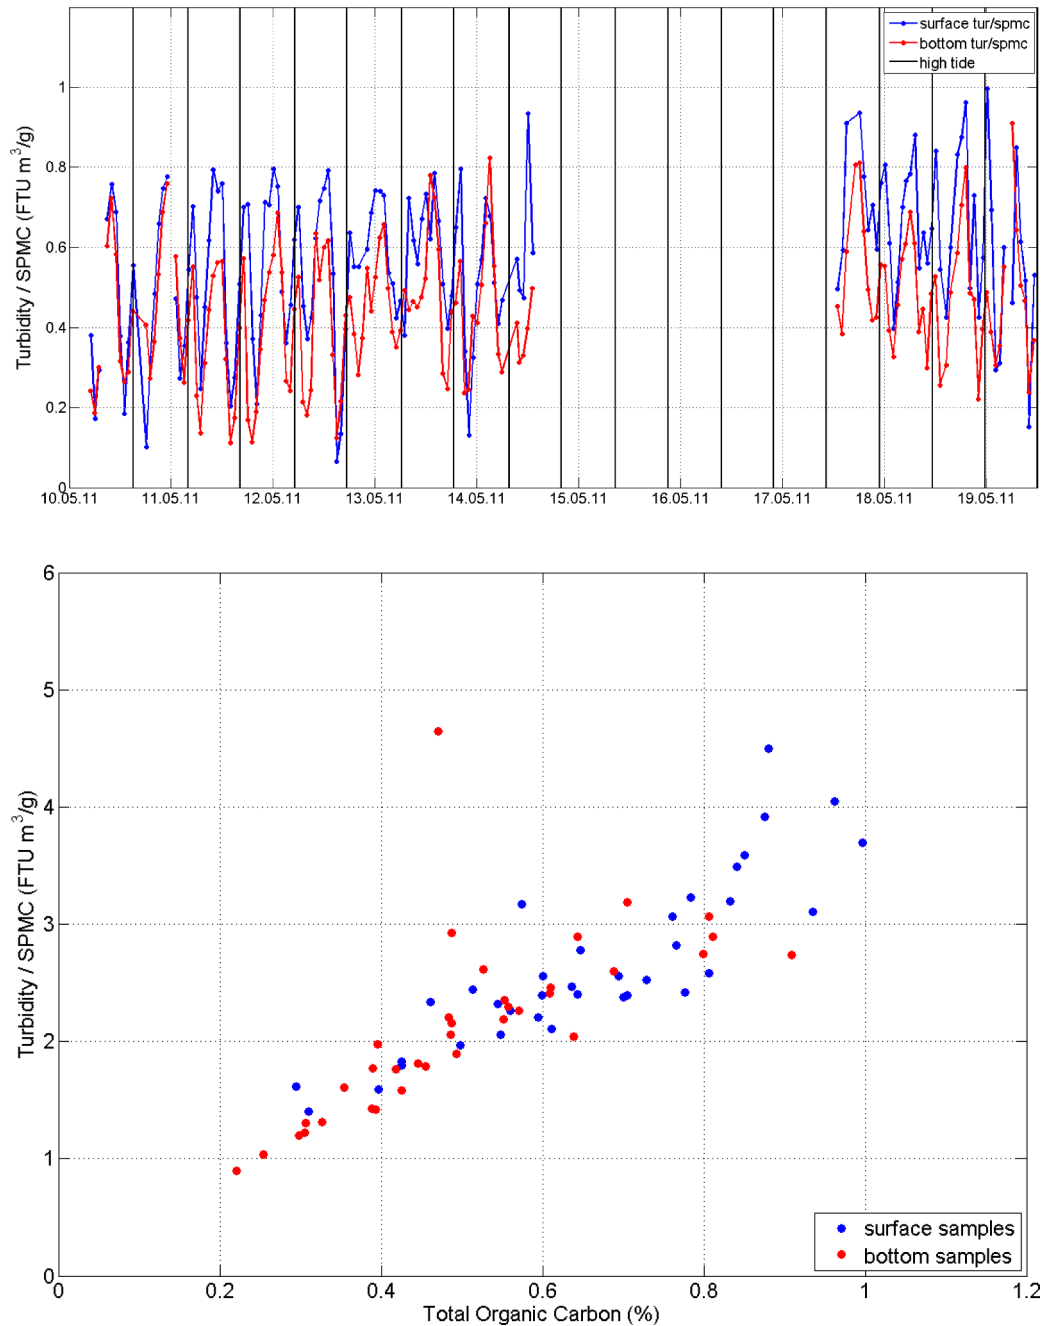 surface tur/spmc
bottom tur/spmc
high tide
Turbidity / SPMC (FTU m³/g)
1
0.8
0.6
0.4
0.2
0
10.05.11 11.05.11 12.05.11 13.05.11 14.05.11 15.05.11 16.05.11 17.05.11 18.05.11 19.05.11
6
5
4
3
2
1
0
Turbidity / SPMC (FTU m³/g)
surface samples
bottom samples
0 0.2 0.4 0.6 0.8 1 1.2
Total Organic Carbon (%)